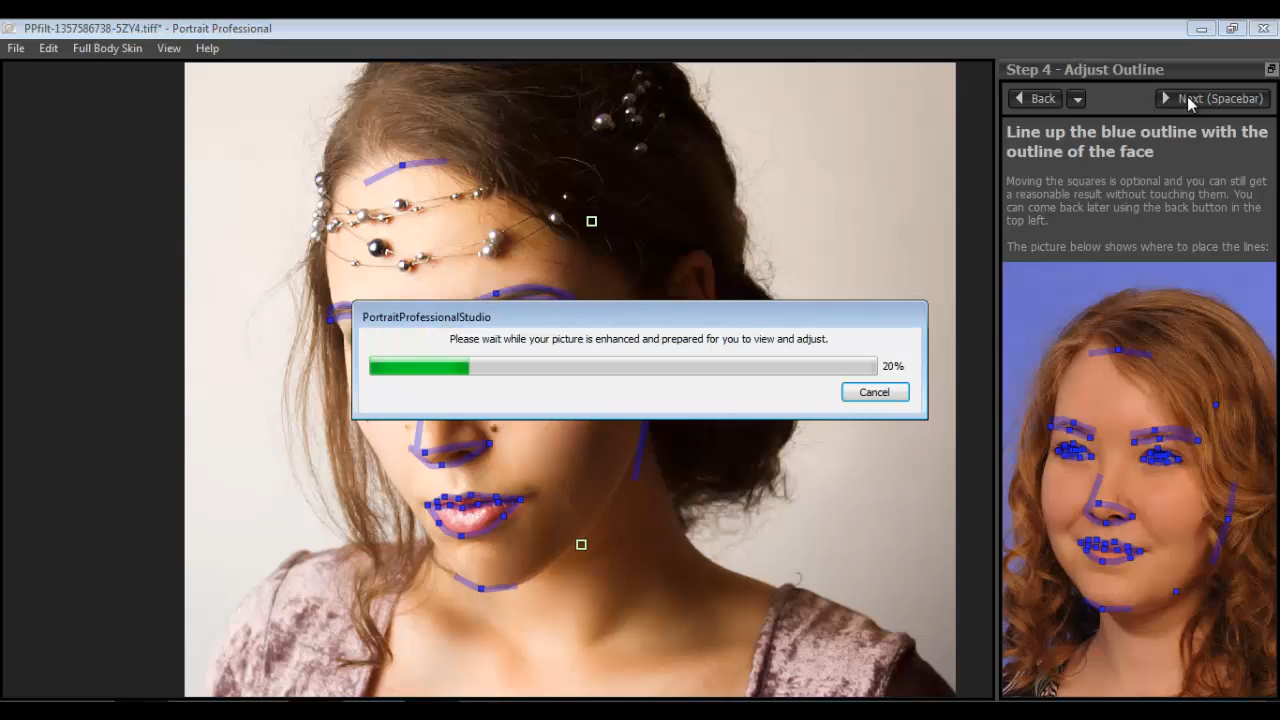 PPfilt-1357586738-5ZY4.tiff* - Portrait Professional
File Edit Full Body Skin View Help
Step 4 - Adjust Outline
Back
Next (Spacebar)
Line up the blue outline with the
outline of the face
Moving the squares is optional and you can still get
a reasonable result without touching them. You
can come back later using the back button in the
top left.
The picture below shows where to place the lines:
PortraitProfessionalStudio
Please wait while your picture is enhanced and prepared for you to view and adjust.
20%
Cancel